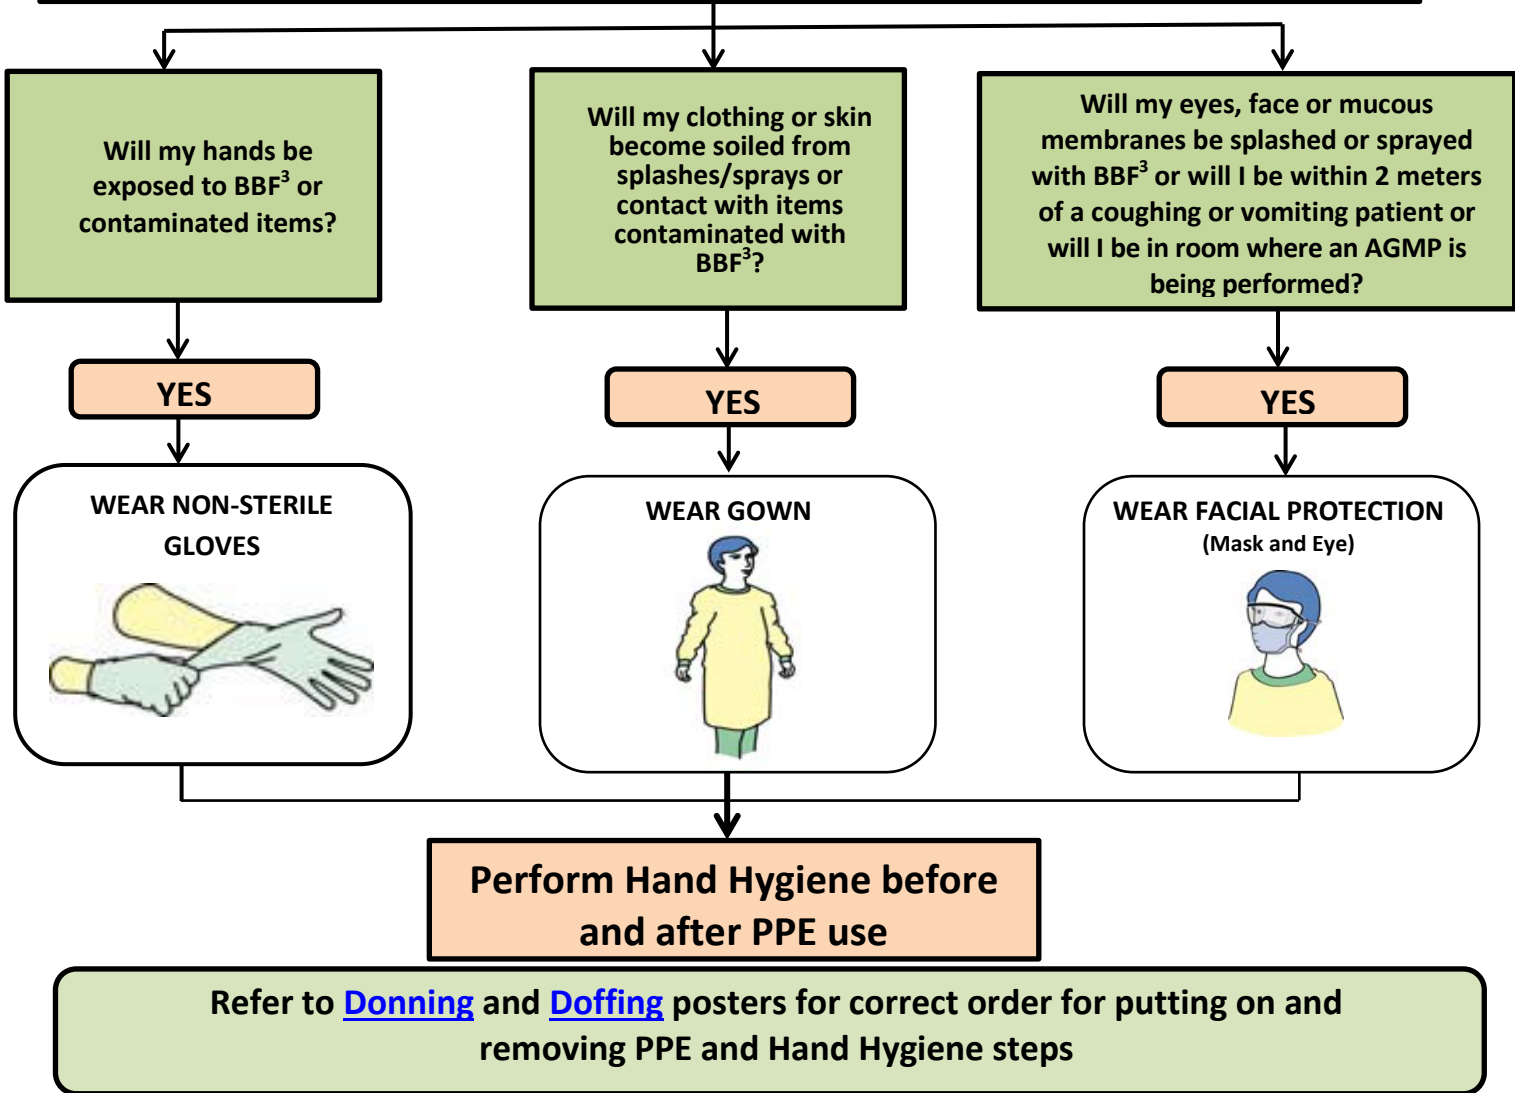 Will my hands be
exposed to BBF³ or
contaminated items?
Will my clothing or skin
become soiled from
splashes/sprays or
contact with items
contaminated with
BBF³?
Will my eyes, face or mucous
membranes be splashed or sprayed
with BBF³ or will I be within 2 meters
of a coughing or vomiting patient or
will I be in room where an AGMP is
being performed?
YES
YES
YES
WEAR NON-STERILE
GLOVES
WEAR GOWN
WEAR FACIAL PROTECTION
(Mask and Eye)
Perform Hand Hygiene before
and after PPE use
Refer to Donning and Doffing posters for correct order for putting on and
removing PPE and Hand Hygiene steps